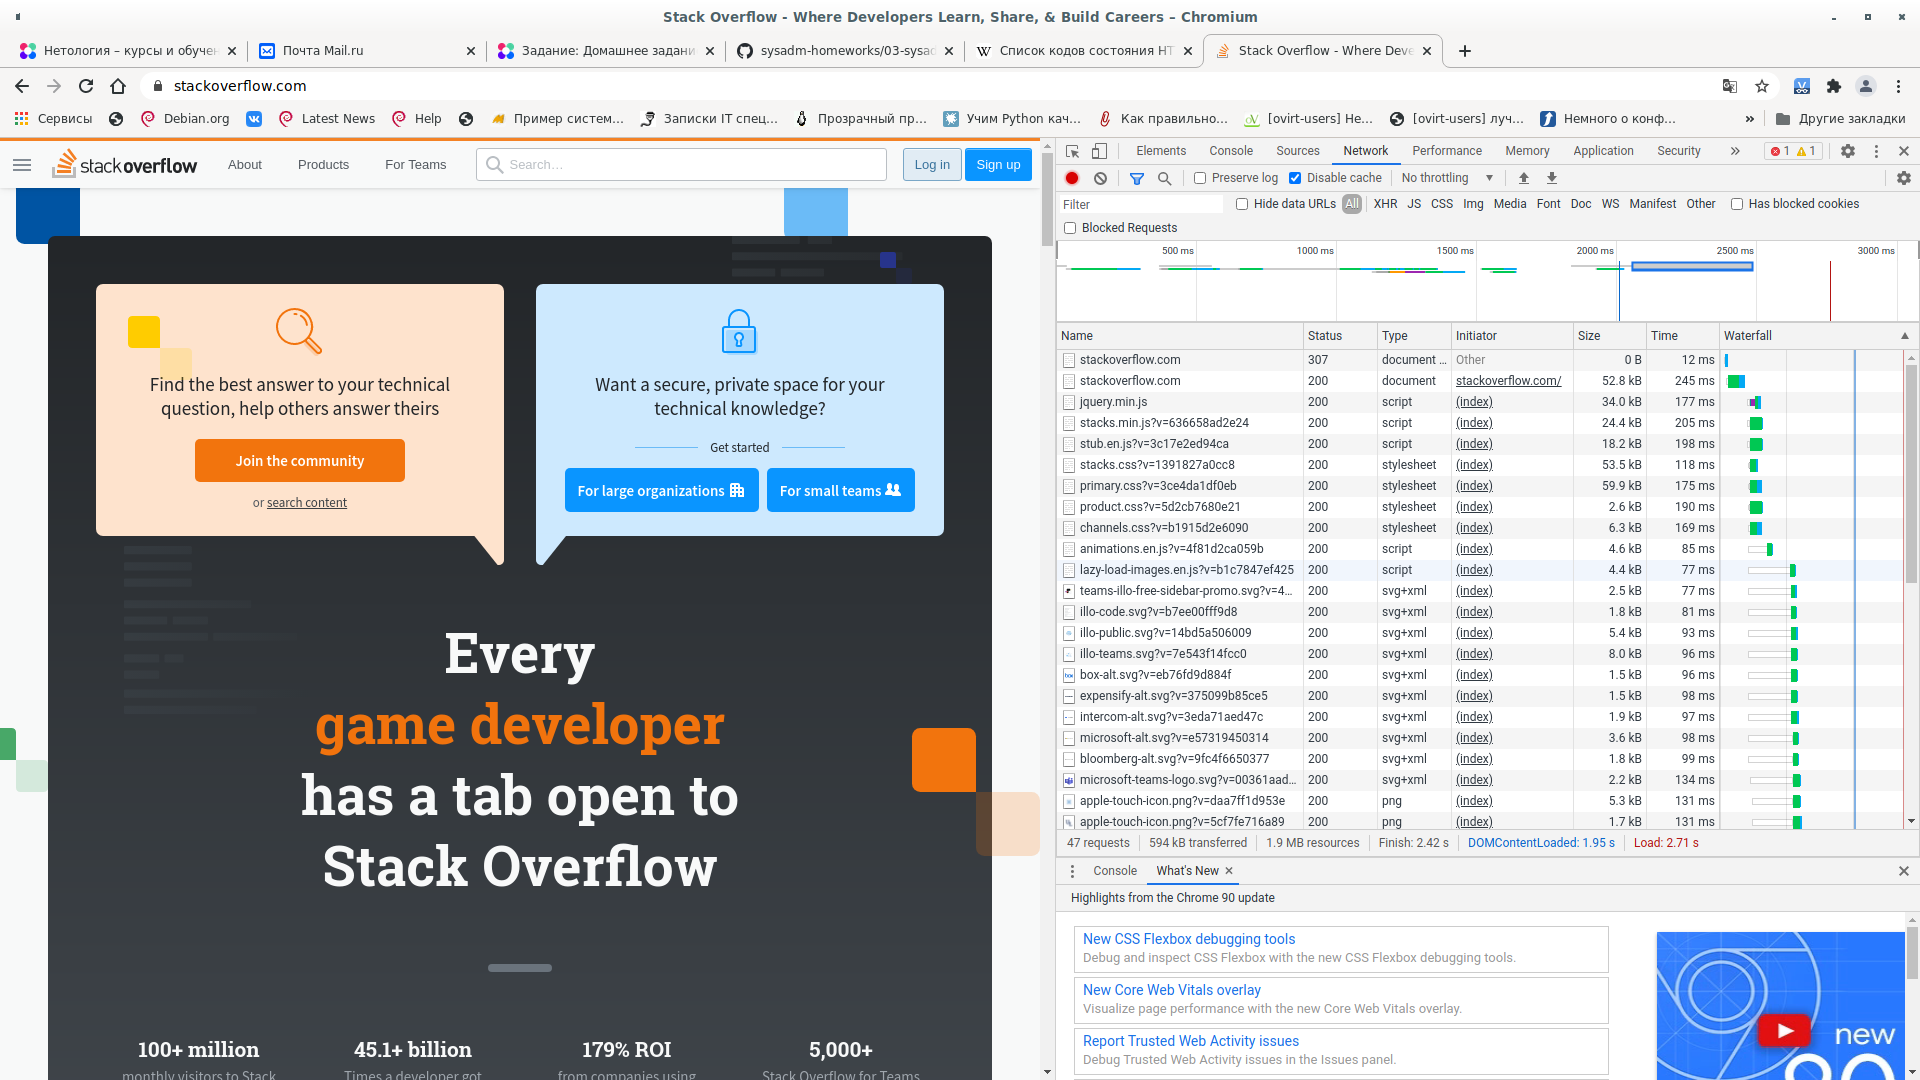 Stack Overflow - Where Developers Learn, Share, & Build Careers – Chromium
Нетология – курсы и обучен
Почта Mail.ru
Задание: Домашнее задани
sysadm-homeworks/03-sysad
Список кодов состояния HT
Stack Overflow - Where Deve
stackoverflow.com
Сервисы
Debian.org
Latest News
Help
Пример систем...
Записки IT спец...
Прозрачный пр...
Учим Python кач...
Как правильно...
[ovirt-users] Не...
[ovirt-users] луч...
Немного о конф...
»
Другие закладки
stackoverflow
About
Products
For Teams
Search...
Log in
Sign up
Find the best answer to your technical
question, help others answer theirs
Join the community
or search content
Want a secure, private space for your
technical knowledge?
Get started
For large organizations
For small teams
Every
game developer
has a tab open to
Stack Overflow
100+ million
monthly visitors to Stack
45.1+ billion
Times a developer got
179% ROI
from companies using
5,000+
Stack Overflow for Teams
Elements Console Sources Network Performance Memory Application Security » 1 1
Preserve log Disable cache No throttling
Filter Hide data URLs All XHR JS CSS Img Media Font Doc WS Manifest Other Has blocked cookies
Blocked Requests
500 ms 1000 ms 1500 ms 2000 ms 2500 ms 3000 ms
Name Status Type Initiator Size Time Waterfall
stackoverflow.com 307 document ... Other 0 B 12 ms
stackoverflow.com 200 document stackoverflow.com/ 52.8 kB 245 ms
jquery.min.js 200 script (index) 34.0 kB 177 ms
stacks.min.js?v=636658ad2e24 200 script (index) 24.4 kB 205 ms
stub.en.js?v=3c17e2ed94ca 200 script (index) 18.2 kB 198 ms
stacks.css?v=1391827a0cc8 200 stylesheet (index) 53.5 kB 118 ms
primary.css?v=3ce4da1df0eb 200 stylesheet (index) 59.9 kB 175 ms
product.css?v=5d2cb7680e21 200 stylesheet (index) 2.6 kB 190 ms
channels.css?v=b1915d2e6090 200 stylesheet (index) 6.3 kB 169 ms
animations.en.js?v=4f81d2ca059b 200 script (index) 4.6 kB 85 ms
lazy-load-images.en.js?v=b1c7847ef425 200 script (index) 4.4 kB 77 ms
teams-illo-free-sidebar-promo.svg?v=4... 200 svg+xml (index) 2.5 kB 77 ms
illo-code.svg?v=b7ee00fff9d8 200 svg+xml (index) 1.8 kB 81 ms
illo-public.svg?v=14bd5a506009 200 svg+xml (index) 5.4 kB 93 ms
illo-teams.svg?v=7e543f14fcc0 200 svg+xml (index) 8.0 kB 96 ms
box-alt.svg?v=eb76fd9d884f 200 svg+xml (index) 1.5 kB 96 ms
expensify-alt.svg?v=375099b85ce5 200 svg+xml (index) 1.5 kB 98 ms
intercom-alt.svg?v=3eda71aed47c 200 svg+xml (index) 1.9 kB 97 ms
microsoft-alt.svg?v=e57319450314 200 svg+xml (index) 3.6 kB 98 ms
bloomberg-alt.svg?v=9fc4f6650377 200 svg+xml (index) 1.8 kB 99 ms
microsoft-teams-logo.svg?v=00361aad... 200 svg+xml (index) 2.2 kB 134 ms
apple-touch-icon.png?v=daa7ff1d953e 200 png (index) 5.3 kB 131 ms
apple-touch-icon.png?v=5cf7fe716a89 200 png (index) 1.7 kB 131 ms
47 requests 594 kB transferred 1.9 MB resources Finish: 2.42 s DOMContentLoaded: 1.95 s Load: 2.71 s
Console What's New
Highlights from the Chrome 90 update
New CSS Flexbox debugging tools
Debug and inspect CSS Flexbox with the new CSS Flexbox debugging tools.
New Core Web Vitals overlay
Visualize page performance with the new Core Web Vitals overlay.
Report Trusted Web Activity issues
Debug Trusted Web Activity issues in the Issues panel.
new
90